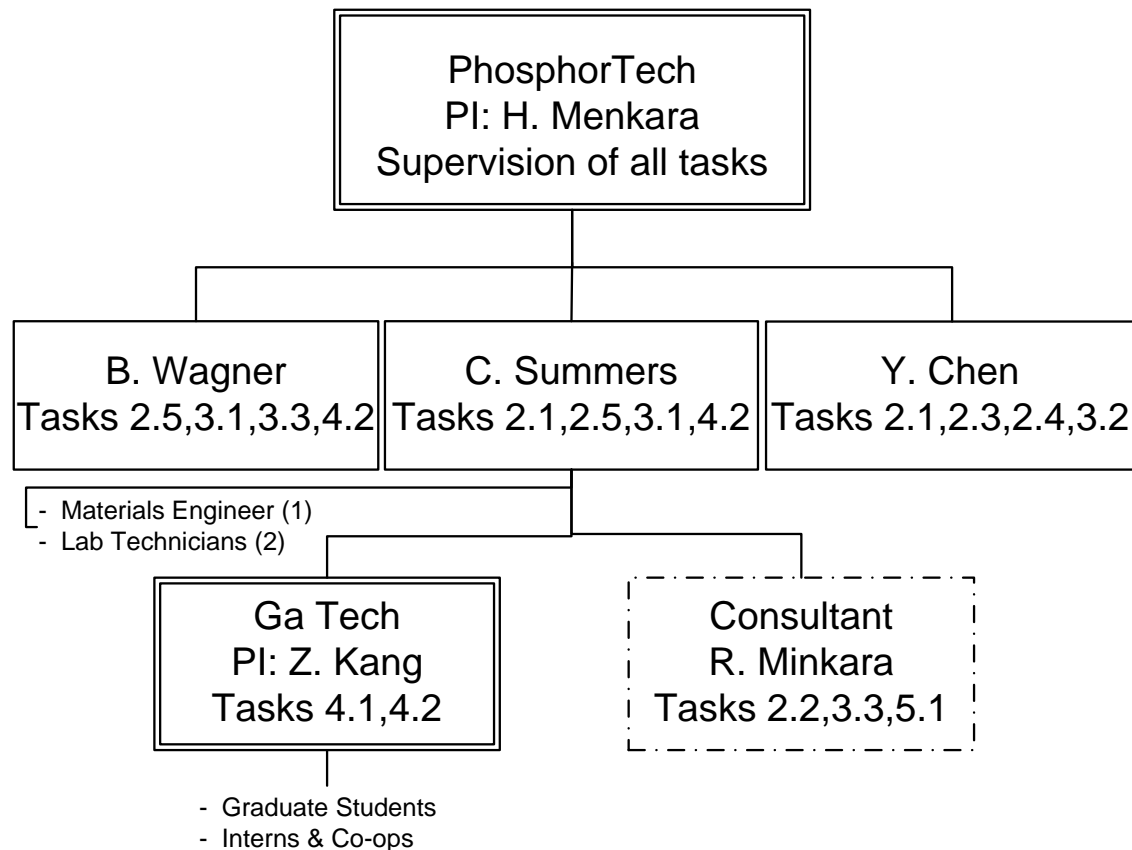 PhosphorTech
PI: H. Menkara
Supervision of all tasks
B. Wagner
Tasks 2.5,3.1,3.3,4.2
C. Summers
Tasks 2.1,2.5,3.1,4.2
Y. Chen
Tasks 2.1,2.3,2.4,3.2
- Materials Engineer (1)
- Lab Technicians (2)
Ga Tech
PI: Z. Kang
Tasks 4.1,4.2
Consultant
R. Minkara
Tasks 2.2,3.3,5.1
- Graduate Students
- Interns & Co-ops